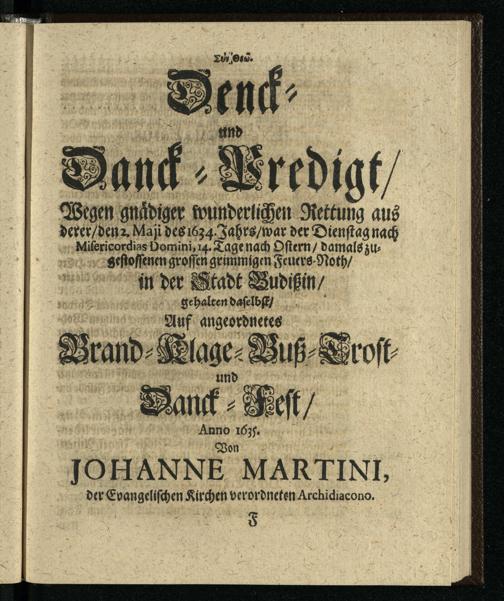 Σὺν Θεῷ.
Denck-
und
Danck-Predigt/
Wegen gnädiger wunderlichen Rettung aus
derer/den 2. Maji des 1634. Jahrs/war der Dienstag nach
Misericordias Domini, 14. Tage nach Ostern/damals zu-
gestossenen grossen grimmigen Feuers-Noth/
in der Stadt Budißin/
gehalten daselbst/
Auf angeordnetes
Brand-Klage-Buß-Trost-
und
Danck-Fest/
Anno 1635.
Von
JOHANNE MARTINI,
der Evangelischen Kirchen verordneten Archidiacono.
F